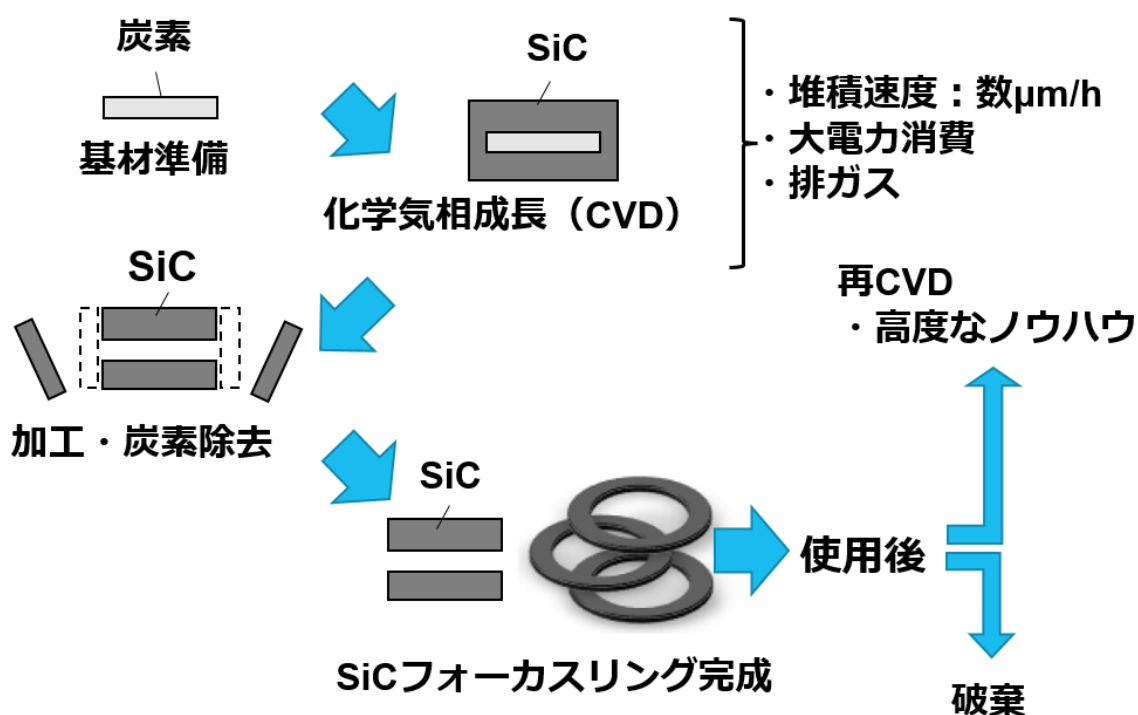 炭素
基材準備
SiC
化学気相成長（CVD）
・堆積速度：数μm/h
・大電力消費
・排ガス
SiC
加工・炭素除去
SiC
SiCフォーカスリング完成
使用後
再CVD
・高度なノウハウ
破棄